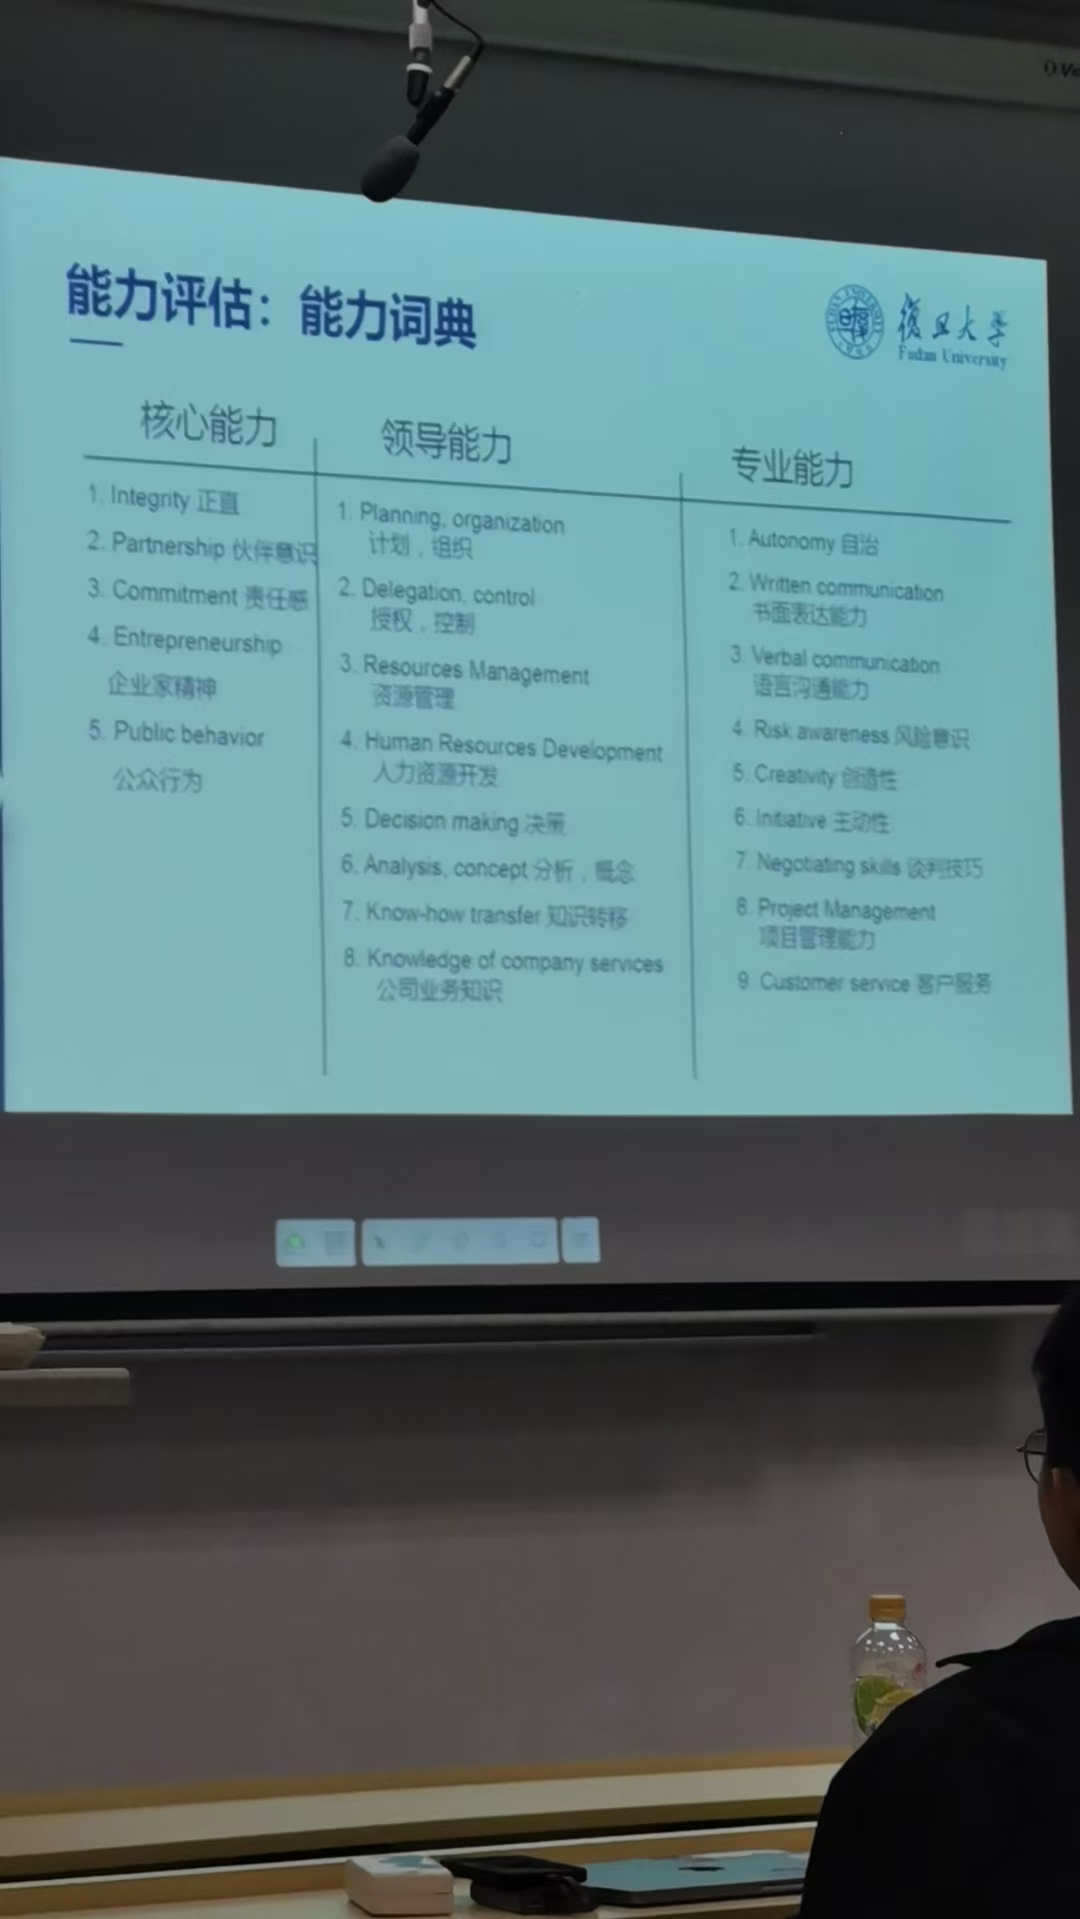 能力评估：能力词典
復旦大学
Fudan University
核心能力
1. Integrity 正直
2. Partnership 伙伴意识
3. Commitment 责任感
4. Entrepreneurship
企业家精神
5. Public behavior
公众行为
领导能力
1. Planning, organization
计划，组织
2. Delegation, control
授权，控制
3. Resources Management
资源管理
4. Human Resources Development
人力资源开发
5. Decision making 决策
6. Analysis, concept 分析，概念
7. Know-how transfer 知识转移
8. Knowledge of company services
公司业务知识
专业能力
1. Autonomy 自治
2. Written communication
书面表达能力
3. Verbal communication
语言沟通能力
4. Risk awareness 风险意识
5. Creativity 创造性
6. Initiative 主动性
7. Negotiating skills 谈判技巧
8. Project Management
项目管理能力
9. Customer service 客户服务